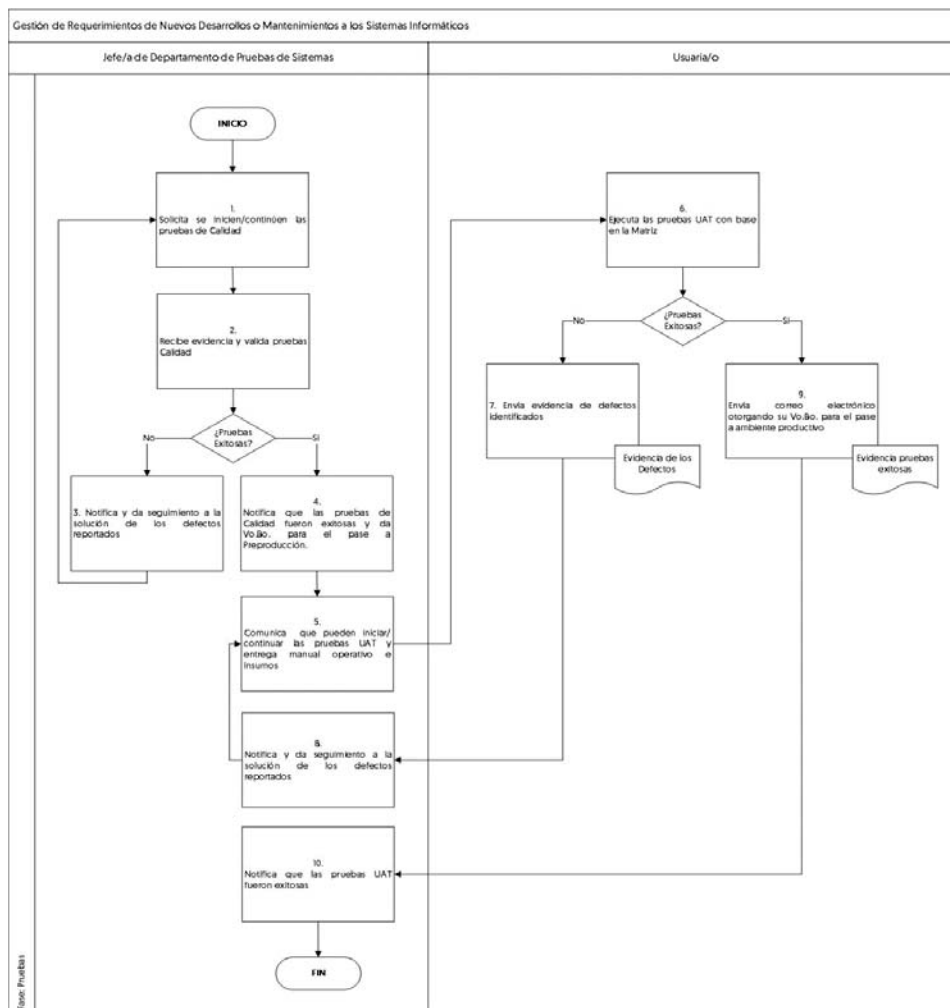 Gestión de Requerimientos de Nuevos Desarrollos o Mantenimientos a los Sistemas Informáticos
Jefe/a de Departamento de Pruebas de Sistemas
Usuaria/o
INICIO
1.
Solicita se inicien/continúen las
pruebas de Calidad
2.
Recibe evidencia y valida pruebas
Calidad
¿Pruebas
Exitosas?
No
Si
3. Notifica y da seguimiento a la
solución de los defectos
reportados
4.
Notifica que las pruebas de
Calidad fueron exitosas y da
Vo.Bo. para el pase a
Preproducción.
5.
Comunica que pueden iniciar/
continuar las pruebas UAT y
entrega manual operativo e
Insumos
6.
Ejecuta las pruebas UAT con base
en la Matriz
¿Pruebas
Exitosas?
No
Si
7. Envía evidencia de defectos
identificados
Evidencia de los
Defectos
8.
Notifica y da seguimiento a la
solución de los defectos
reportados
9.
Envía correo electrónico
otorgando su Vo.Bo. para el pase
a ambiente productivo
Evidencia pruebas
exitosas
10.
Notifica que las pruebas UAT
fueron exitosas
FIN
Fase: Pruebas